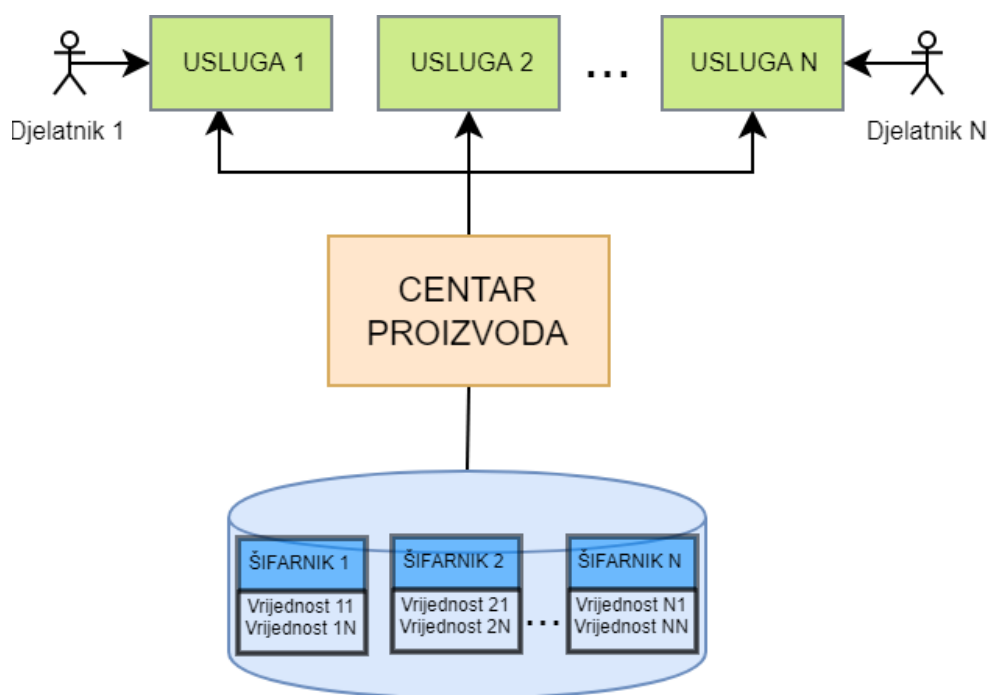 USLUGA 1
USLUGA 2
...
USLUGA N
Djelatnik 1
Djelatnik N
CENTAR
PROIZVODA
ŠIFARNIK 1
Vrijednost 11
Vrijednost 1N
ŠIFARNIK 2
Vrijednost 21
Vrijednost 2N
...
ŠIFARNIK N
Vrijednost N1
Vrijednost NN